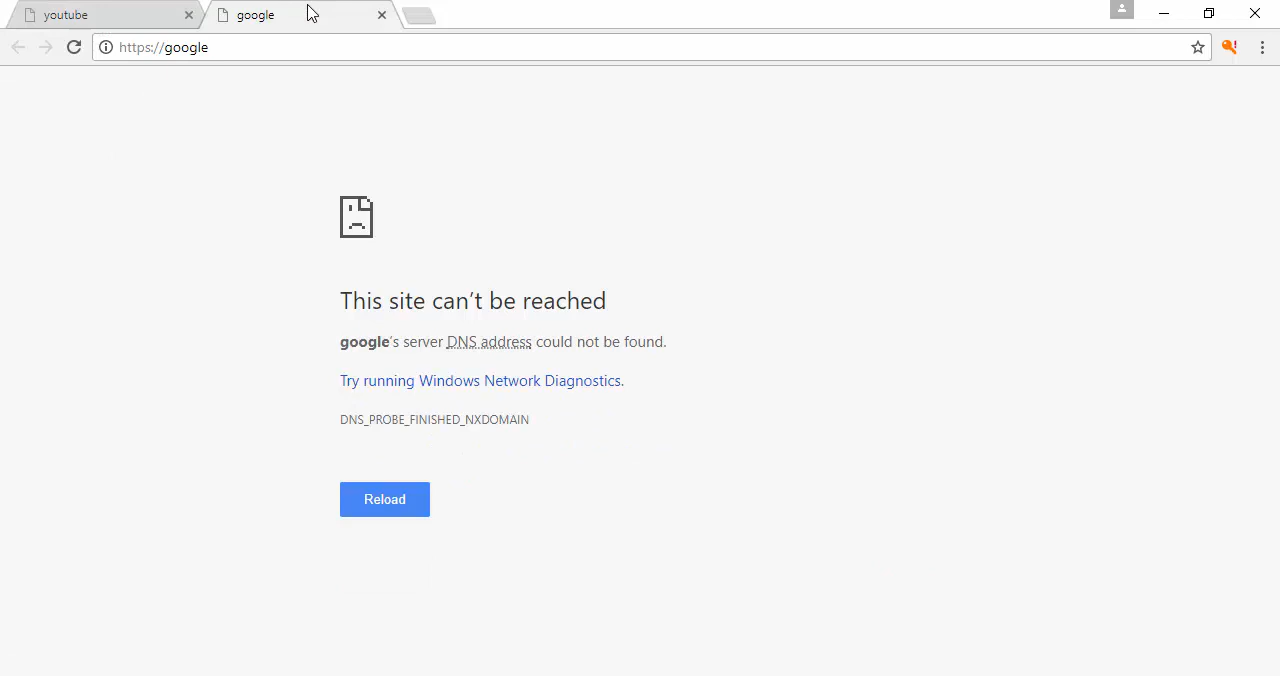 youtube
google
https://google
This site can't be reached
google's server DNS address could not be found.
Try running Windows Network Diagnostics.
DNS_PROBE_FINISHED_NXDOMAIN
Reload